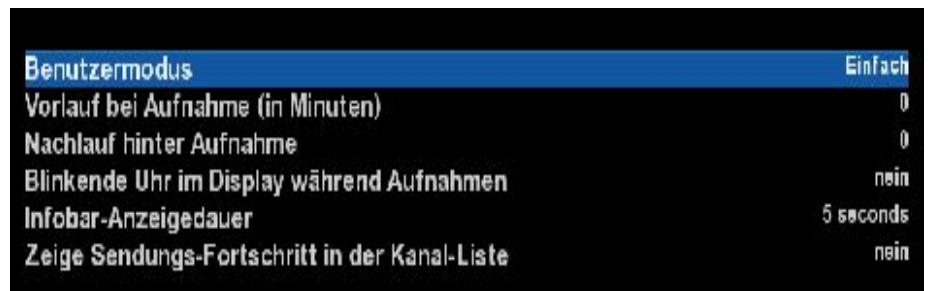 Benutzermodus Einfach
Vorlauf bei Aufnahme (in Minuten) 0
Nachlauf hinter Aufnahme 0
Blinkende Uhr im Display während Aufnahmen nein
Infobar-Anzeigedauer 5 seconds
Zeige Sendungs-Fortschritt in der Kanal-Liste nein